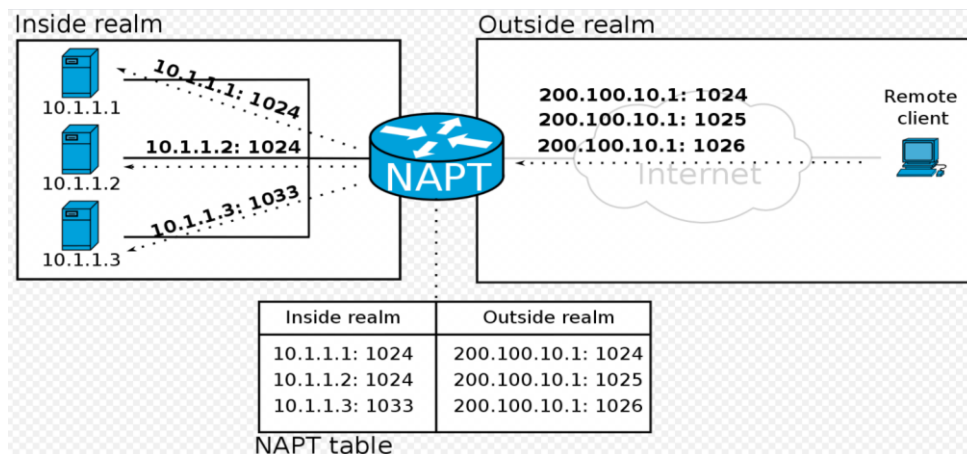 Inside realm
10.1.1.1
10.1.1.2
10.1.1.3
10.1.1.1: 1024
10.1.1.2: 1024
10.1.1.3: 1033
NAPT
Outside realm
200.100.10.1: 1024
200.100.10.1: 1025
200.100.10.1: 1026
Internet
Remote
client
Inside realm Outside realm
10.1.1.1: 1024 200.100.10.1: 1024
10.1.1.2: 1024 200.100.10.1: 1025
10.1.1.3: 1033 200.100.10.1: 1026
NAPT table